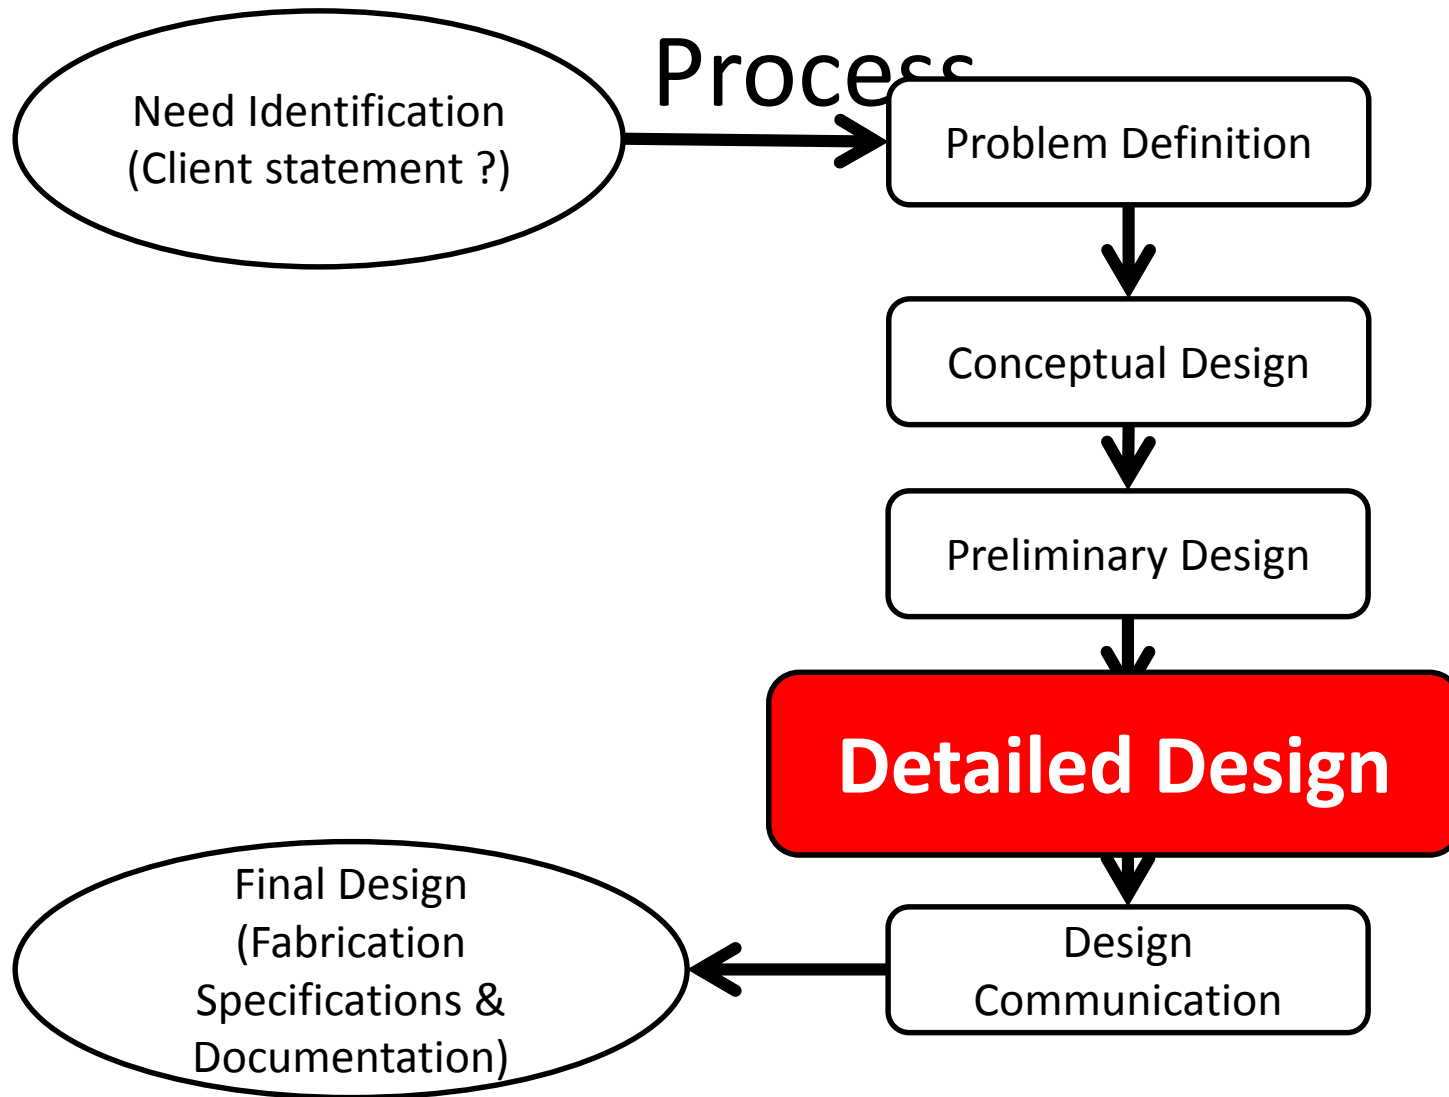 Process
Need Identification
(Client statement ?)
Problem Definition
Conceptual Design
Preliminary Design
Detailed Design
Design
Communication
Final Design
(Fabrication
Specifications &
Documentation)